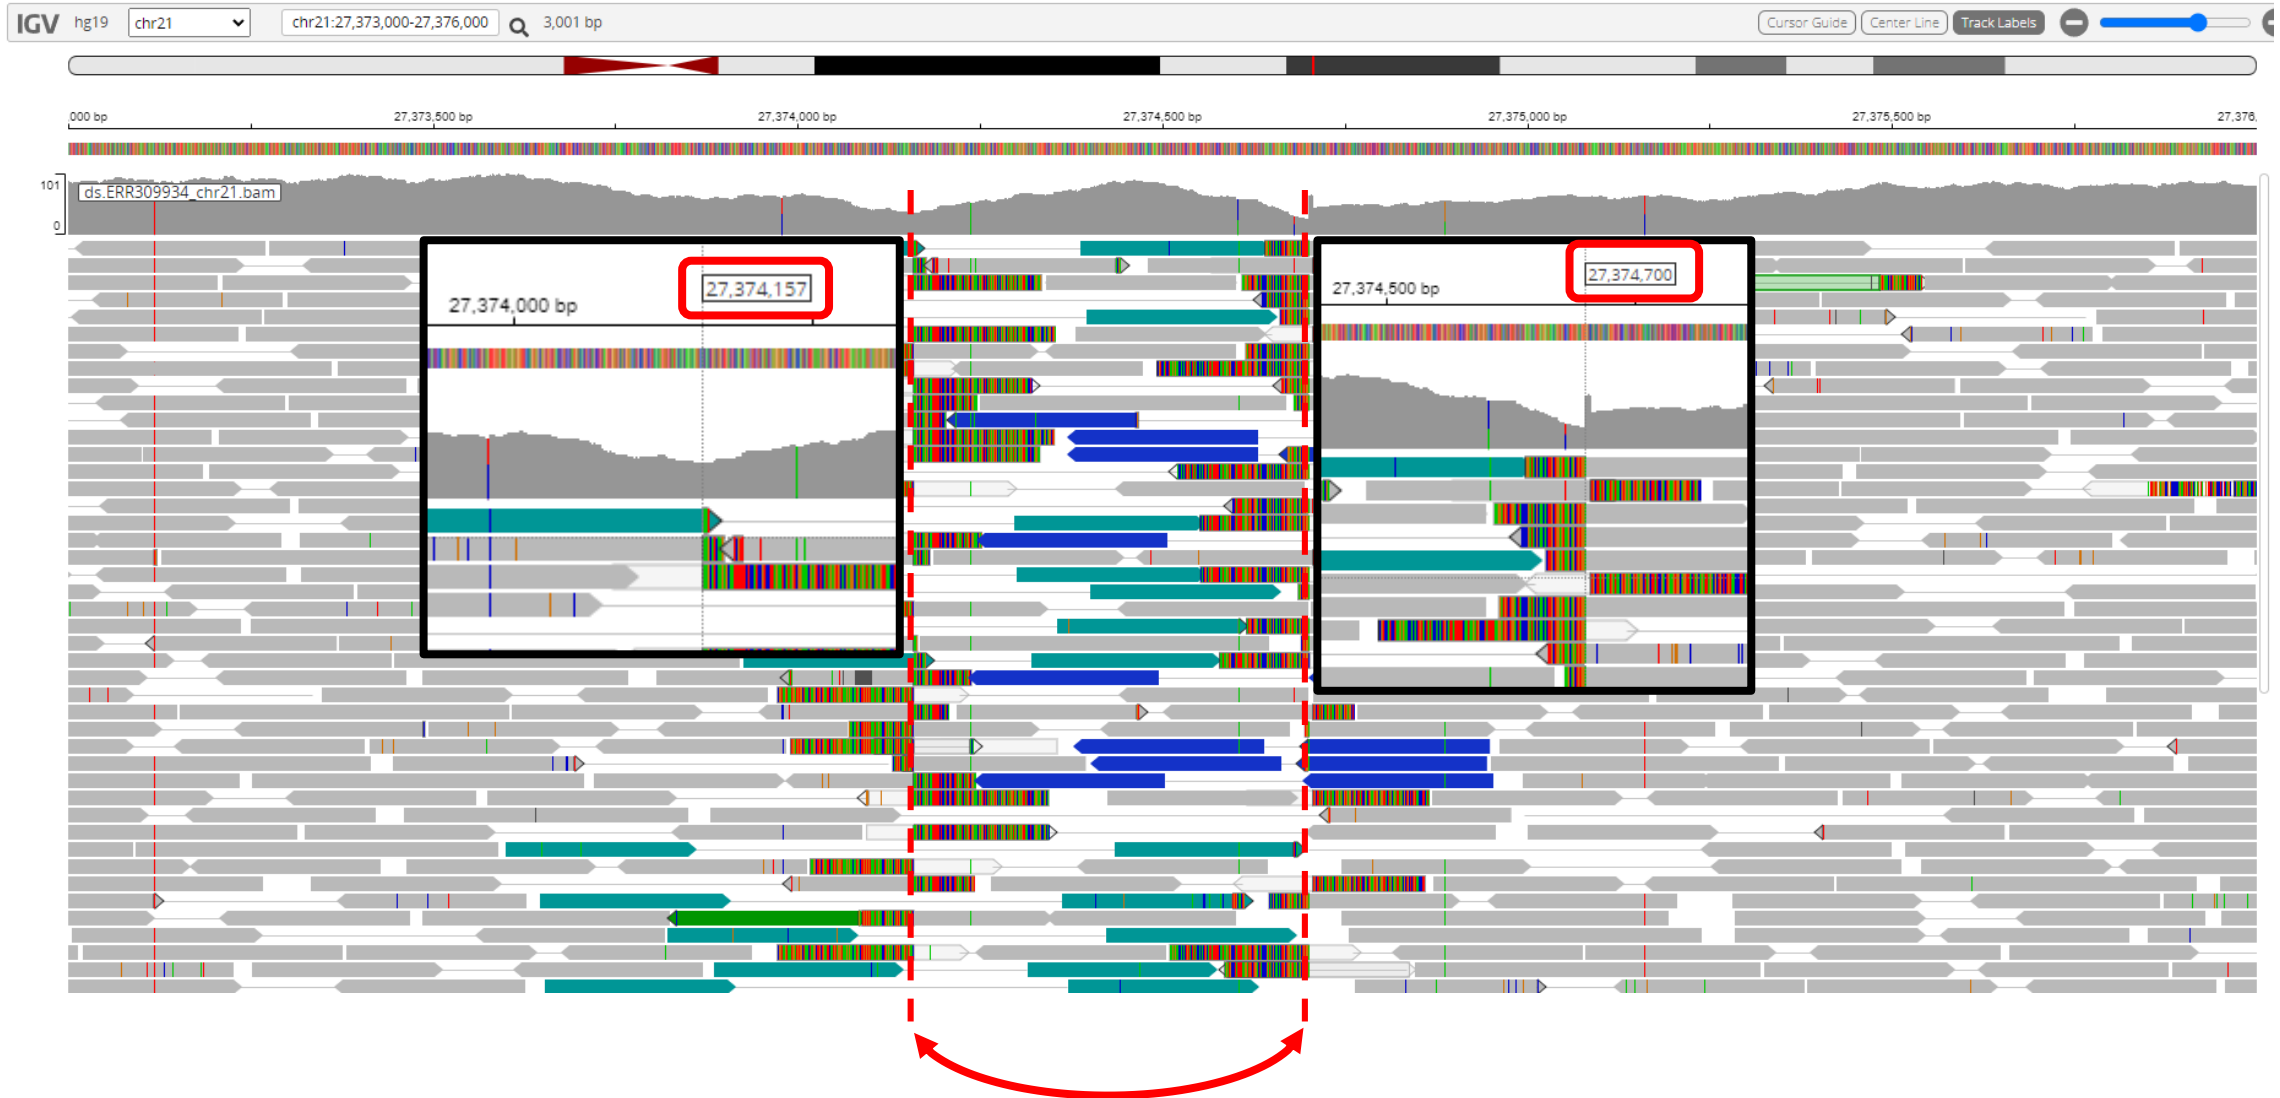 IGV hg19 chr21 chr21:27,373,000-27,376,000 3,001 bp Cursor Guide Center Line Track Labels
,000 bp 27,373,500 bp 27,374,000 bp 27,374,500 bp 27,375,000 bp 27,375,500 bp 27,376,
101
ds.ERR309934_chr21.bam
0
27,374,157
27,374,000 bp
27,374,700
27,374,500 bp